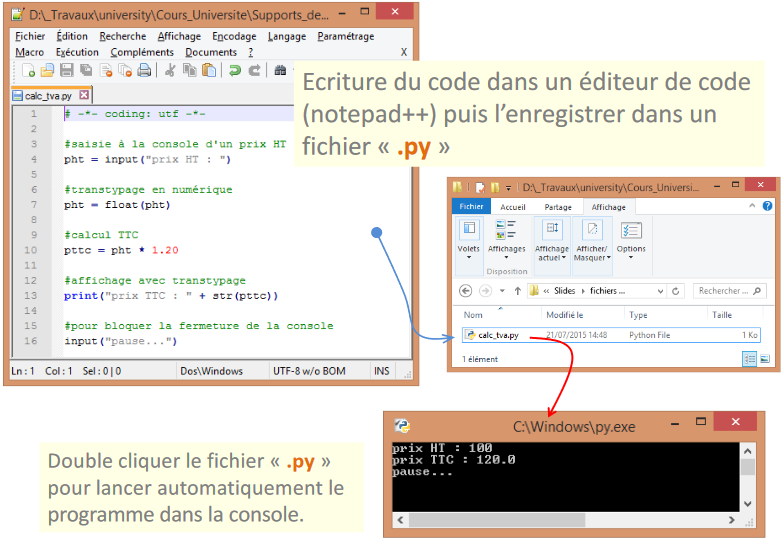 D:\_Travaux\university\Cours_Universite\Supports_de...
Fichier Édition Recherche Affichage Encodage Langage Paramétrage
Macro Exécution Compléments Documents ? X
calc_tva.py
1 # -*- coding: utf -*-
2
3 #saisie à la console d'un prix HT
4 pht = input("prix HT : ")
5
6 #transtypage en numérique
7 pht = float(pht)
8
9 #calcul TTC
10 pttc = pht * 1.20
11
12 #affichage avec transtypage
13 print("prix TTC : " + str(pttc))
14
15 #pour bloquer la fermeture de la console
16 input("pause...")
Ln : 1 Col : 1 Sel : 0 | 0 Dos\Windows UTF-8 w/o BOM INS
Ecriture du code dans un éditeur de code
(notepad++) puis l'enregistrer dans un
fichier « .py »
D:\_Travaux\university\Cours_Universi...
Fichier Accueil Partage Affichage
Volets Affichages Affichage actuel Afficher/ Masquer Options
Disposition
« Slides fichiers ... Rechercher ...
Nom Modifié le Type Taille
calc_tva.py 21/07/2015 14:48 Python File 1 Ko
1 élément
C:\Windows\py.exe
prix HT : 100
prix TTC : 120.0
pause...
Double cliquer le fichier « .py »
pour lancer automatiquement le
programme dans la console.